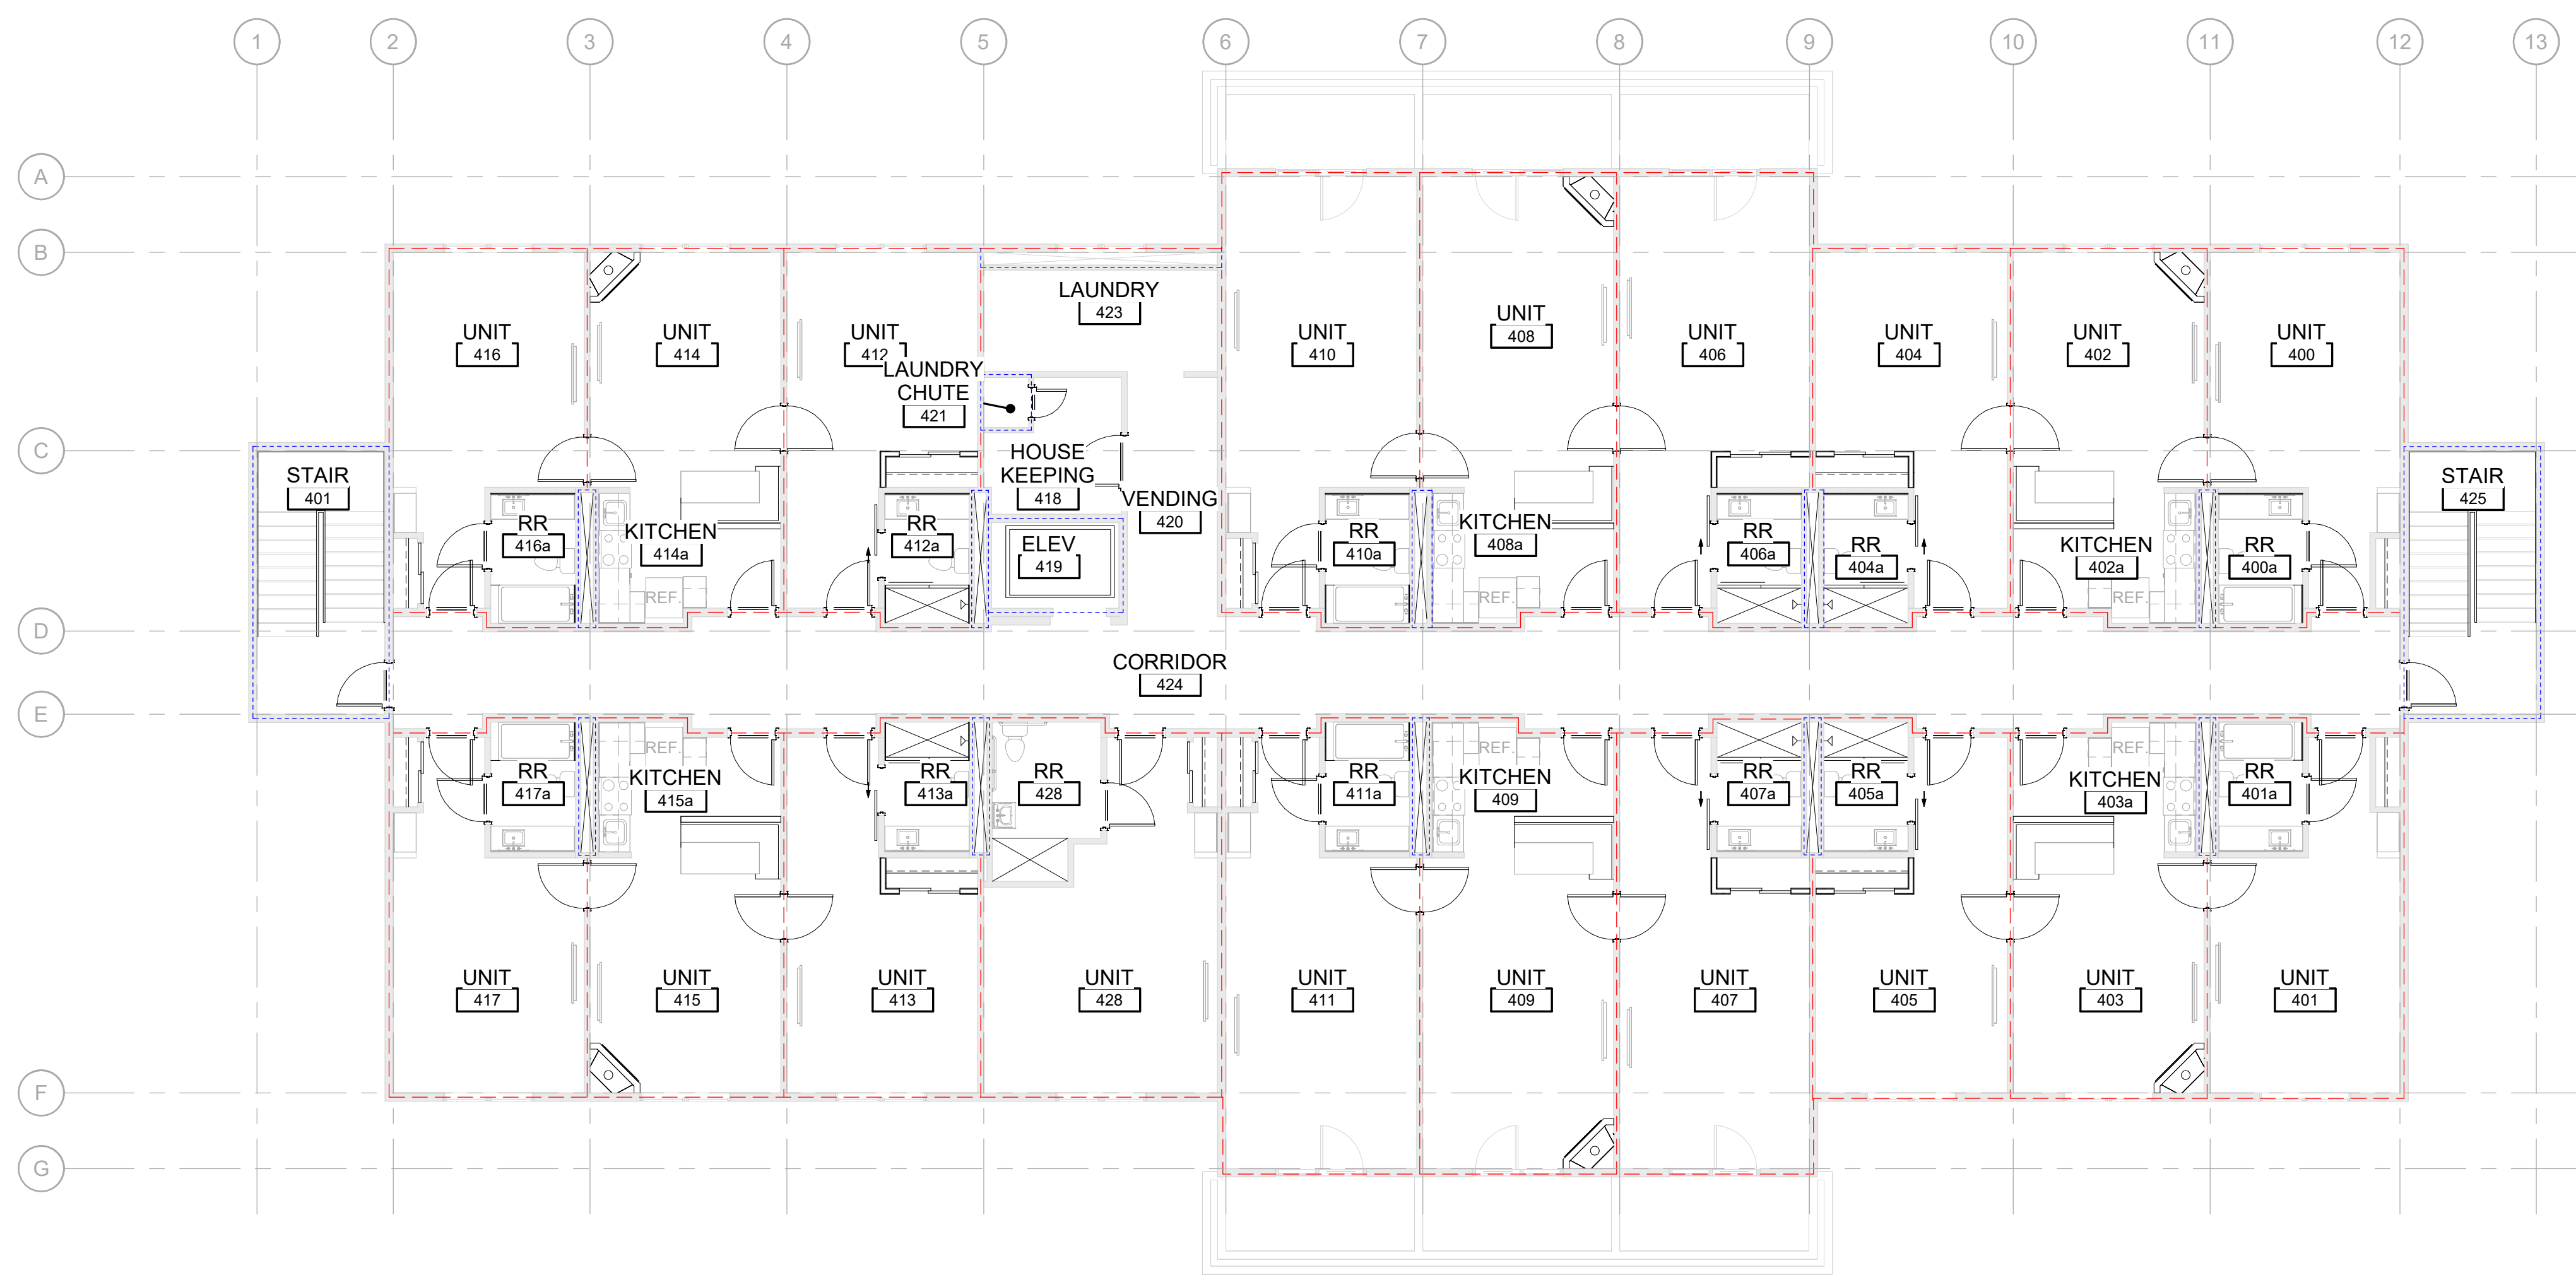 1 2 3 4 5 6 7 8 9 10 11 12 13
A
B
LAUNDRY
423
UNIT
416
UNIT
414
UNIT
412
UNIT
410
UNIT
408
UNIT
406
UNIT
404
UNIT
402
UNIT
400
LAUNDRY
CHUTE
421
C
STAIR
401
HOUSE
KEEPING
418
VENDING
420
STAIR
425
RR
416a
KITCHEN
414a
REF.
RR
412a
ELEV
419
RR
410a
KITCHEN
408a
REF.
RR
406a
RR
404a
KITCHEN
402a
REF.
RR
400a
D
CORRIDOR
424
E
RR
417a
REF.
KITCHEN
415a
RR
413a
RR
428
RR
411a
REF.
KITCHEN
409
RR
407a
RR
405a
REF.
KITCHEN
403a
RR
401a
UNIT
417
UNIT
415
UNIT
413
UNIT
428
UNIT
411
UNIT
409
UNIT
407
UNIT
405
UNIT
403
UNIT
401
F
G